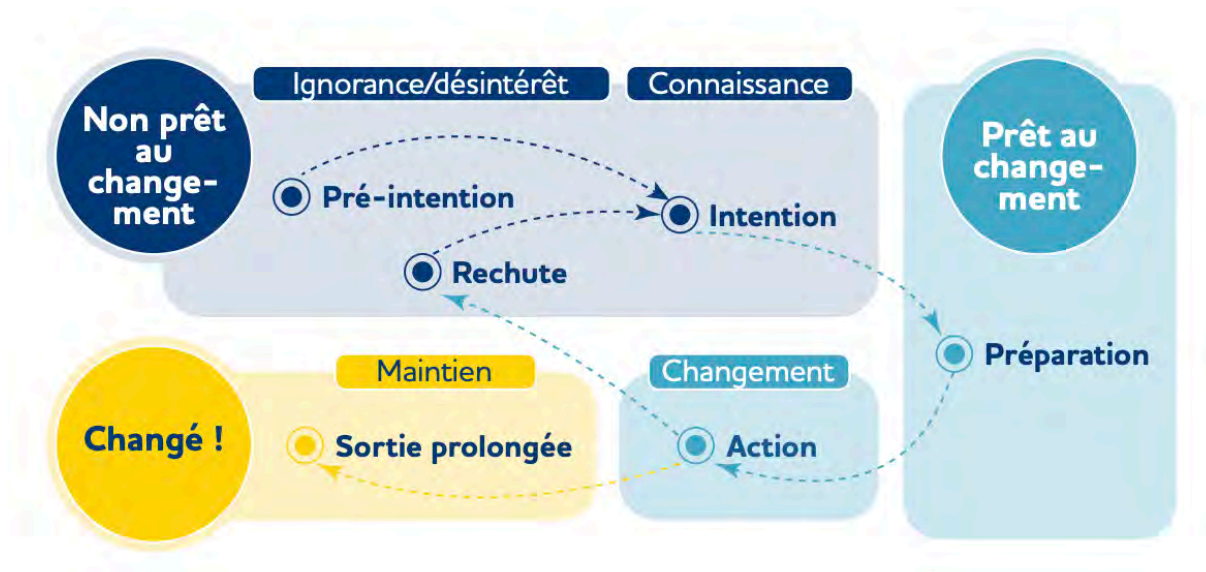 Ignorance/désintérêt
Connaissance
Non prêt
au
change-
ment
Prêt au
change-
ment
Pré-intention
Intention
Rechute
Préparation
Maintien
Changement
Changé !
Sortie prolongée
Action